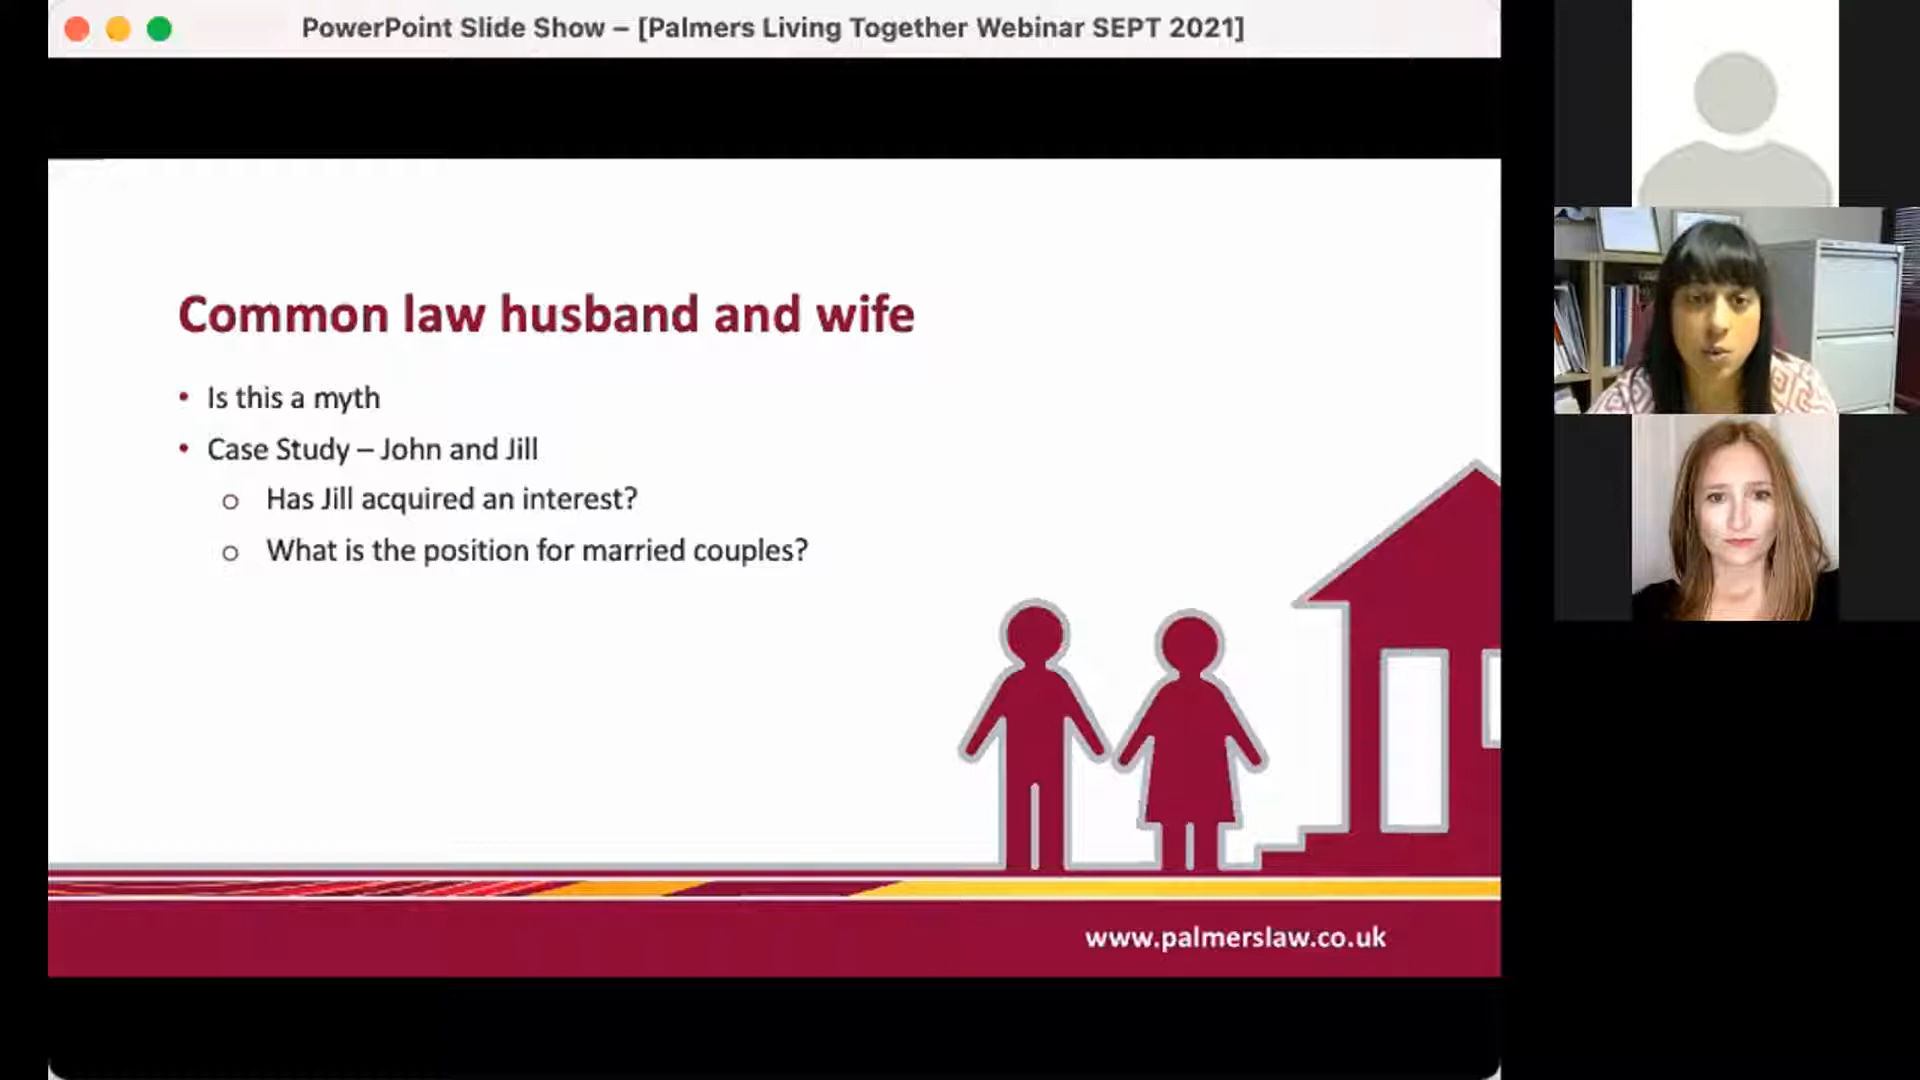 PowerPoint Slide Show – [Palmers Living Together Webinar SEPT 2021]
Common law husband and wife
• Is this a myth
• Case Study – John and Jill
o Has Jill acquired an interest?
o What is the position for married couples?
www.palmerslaw.co.uk